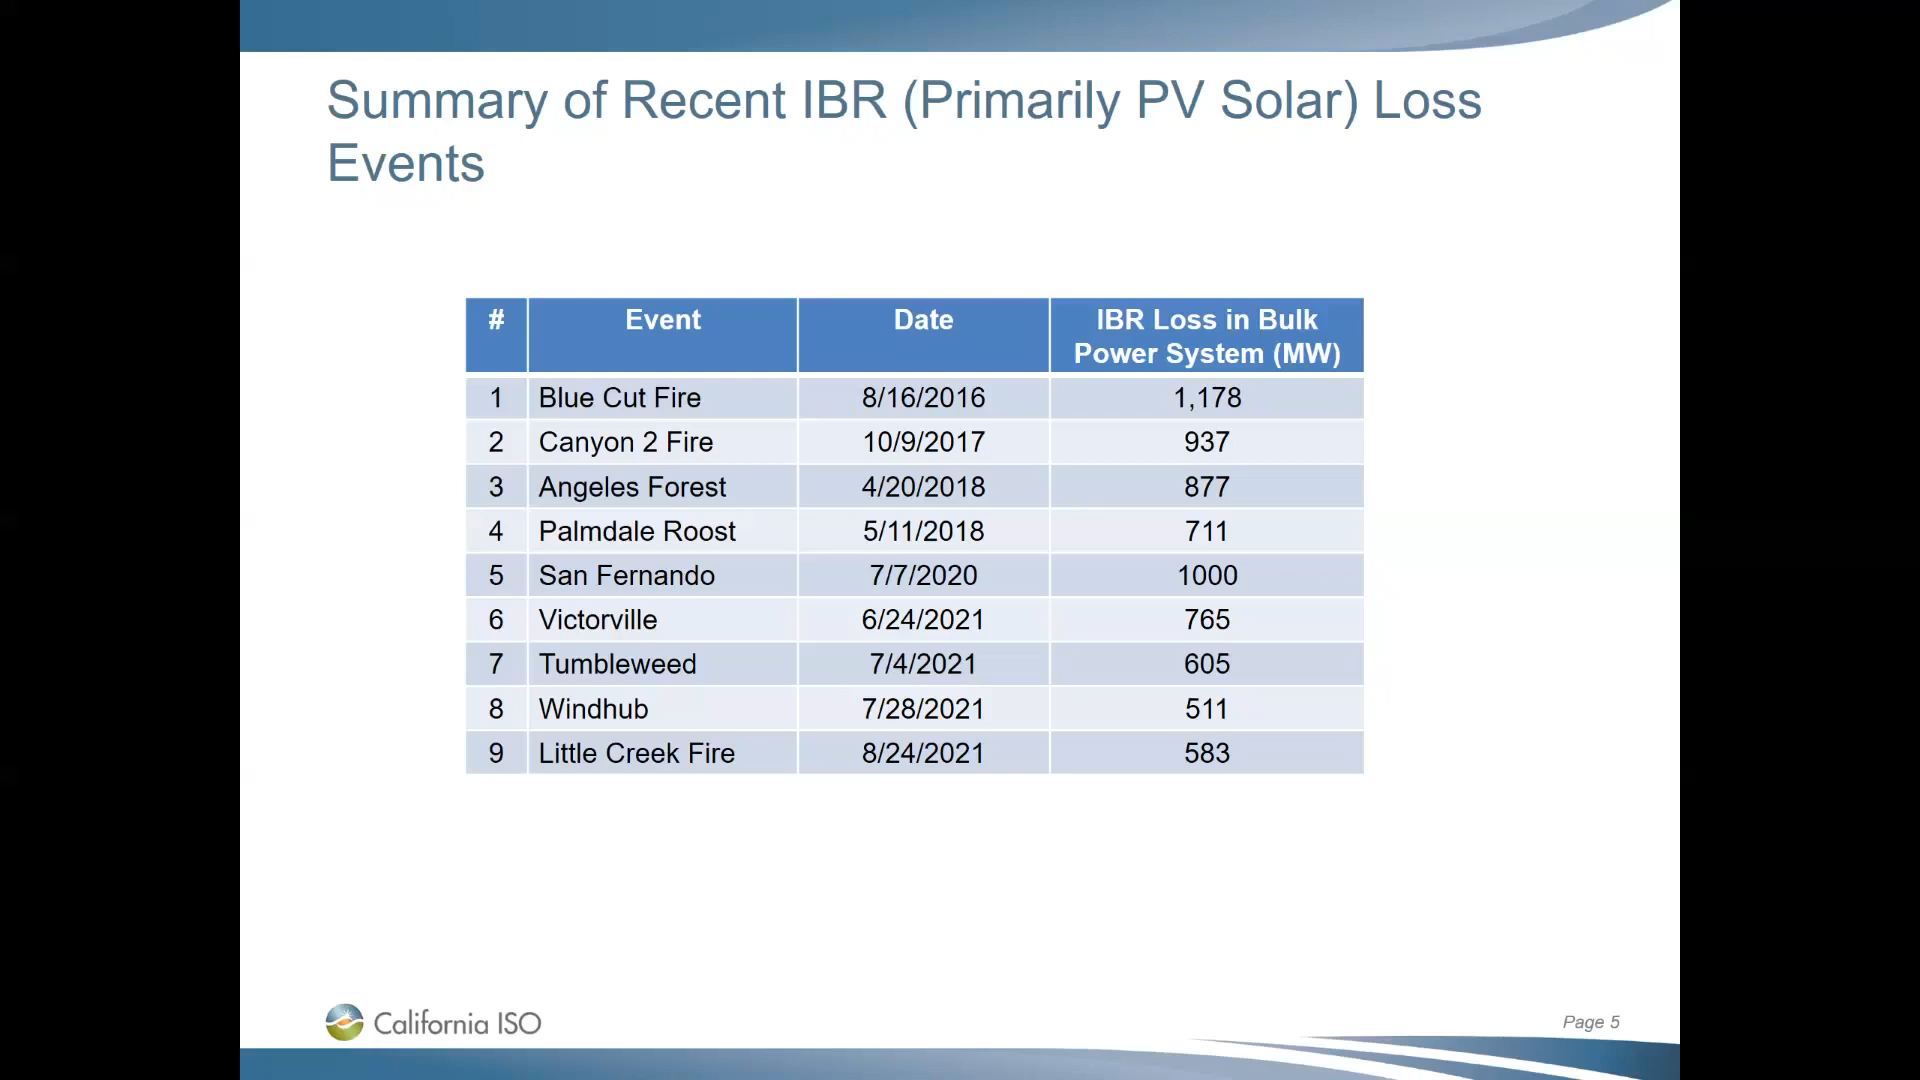 Summary of Recent IBR (Primarily PV Solar) Loss
Events
# Event Date IBR Loss in Bulk
Power System (MW)
1 Blue Cut Fire 8/16/2016 1,178
2 Canyon 2 Fire 10/9/2017 937
3 Angeles Forest 4/20/2018 877
4 Palmdale Roost 5/11/2018 711
5 San Fernando 7/7/2020 1000
6 Victorville 6/24/2021 765
7 Tumbleweed 7/4/2021 605
8 Windhub 7/28/2021 511
9 Little Creek Fire 8/24/2021 583
California ISO
Page 5